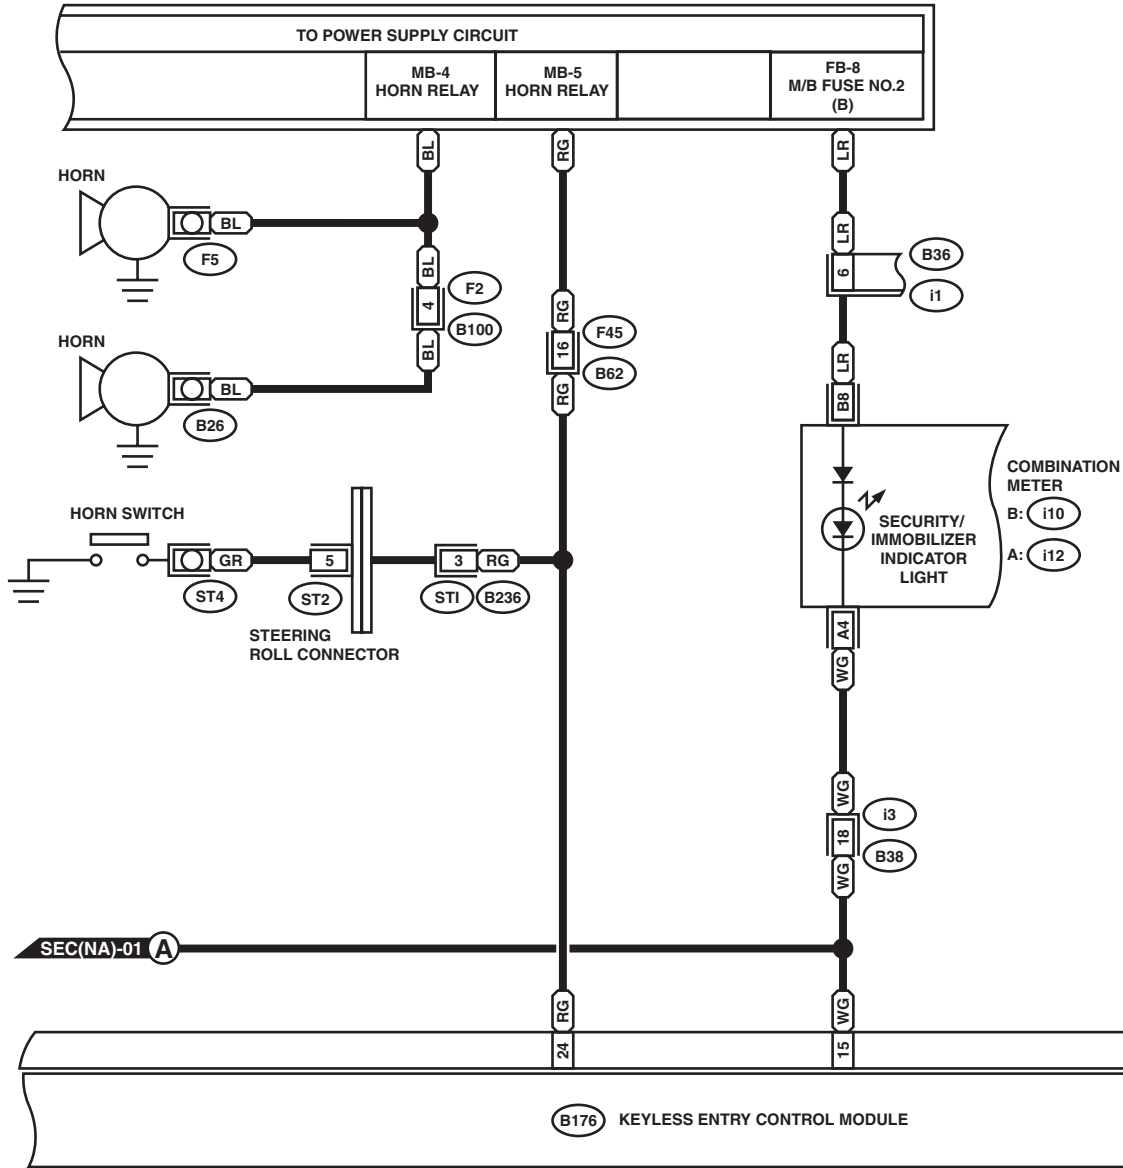 TO POWER SUPPLY CIRCUIT
MB-4
HORN RELAY
MB-5
HORN RELAY
FB-8
M/B FUSE NO.2
(B)
BL
RG
LR
HORN
BL
F5
LR
B36
6
i1
BL
F2
4
B100
BL
RG
F45
16
B62
RG
LR
B8
HORN
BL
B26
COMBINATION
METER
B: i10
A: i12
SECURITY/
IMMOBILIZER
INDICATOR
LIGHT
HORN SWITCH
GR
5
3
RG
ST4
ST2
STI
B236
STEERING
ROLL CONNECTOR
A4
WG
WG
i3
18
B38
WG
SEC(NA)-01 A
RG
WG
24
15
B176 KEYLESS ENTRY CONTROL MODULE